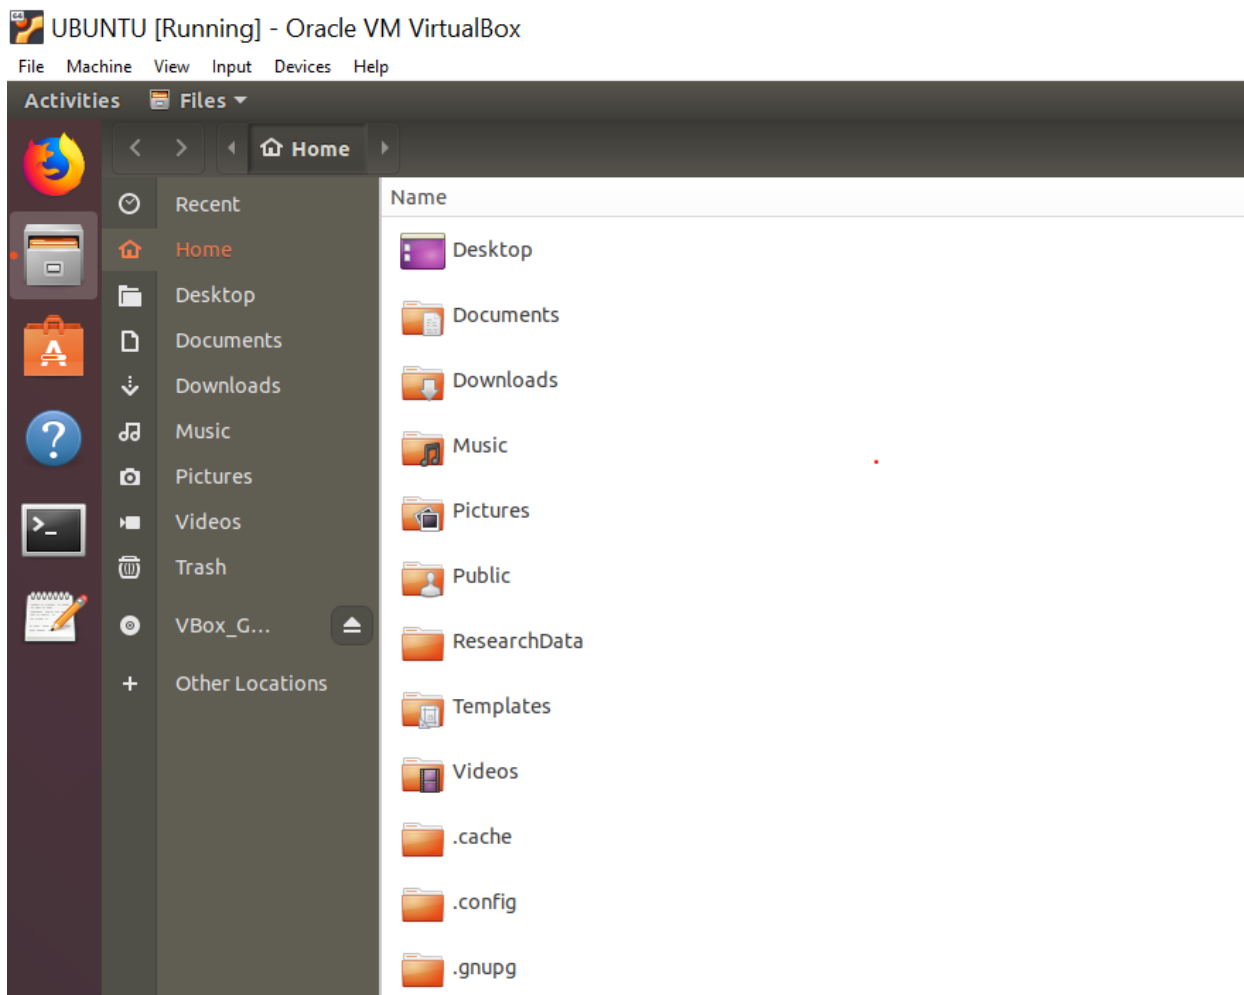 UBUNTU [Running] - Oracle VM VirtualBox
File Machine View Input Devices Help
Activities Files
Home
Recent
Home
Desktop
Documents
Downloads
Music
Pictures
Videos
Trash
VBox_G...
Other Locations
Name
Desktop
Documents
Downloads
Music
Pictures
Public
ResearchData
Templates
Videos
.cache
.config
.gnupg